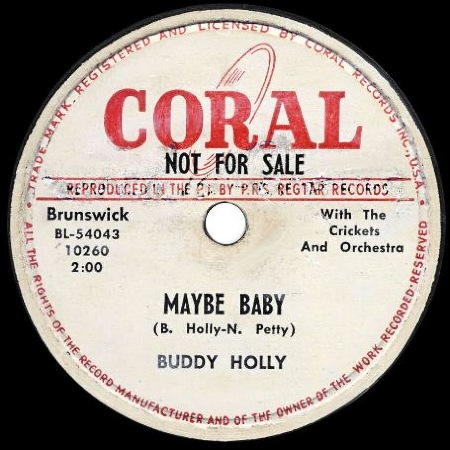 TRADE MARK. REGISTERED AND LICENSED BY CORAL RECORDS INC., U.S.A.
CORAL
NOT FOR SALE
REPRODUCED IN THE P.I. BY P.R'S. REGTAR RECORDS
Brunswick
BL-54043
10260
2:00
With The
Crickets
And Orchestra
MAYBE BABY
(B. Holly-N. Petty)
BUDDY HOLLY
ALL THE RIGHTS OF THE RECORD MANUFACTURER AND OF THE OWNER OF THE WORK RECORDED RESERVED